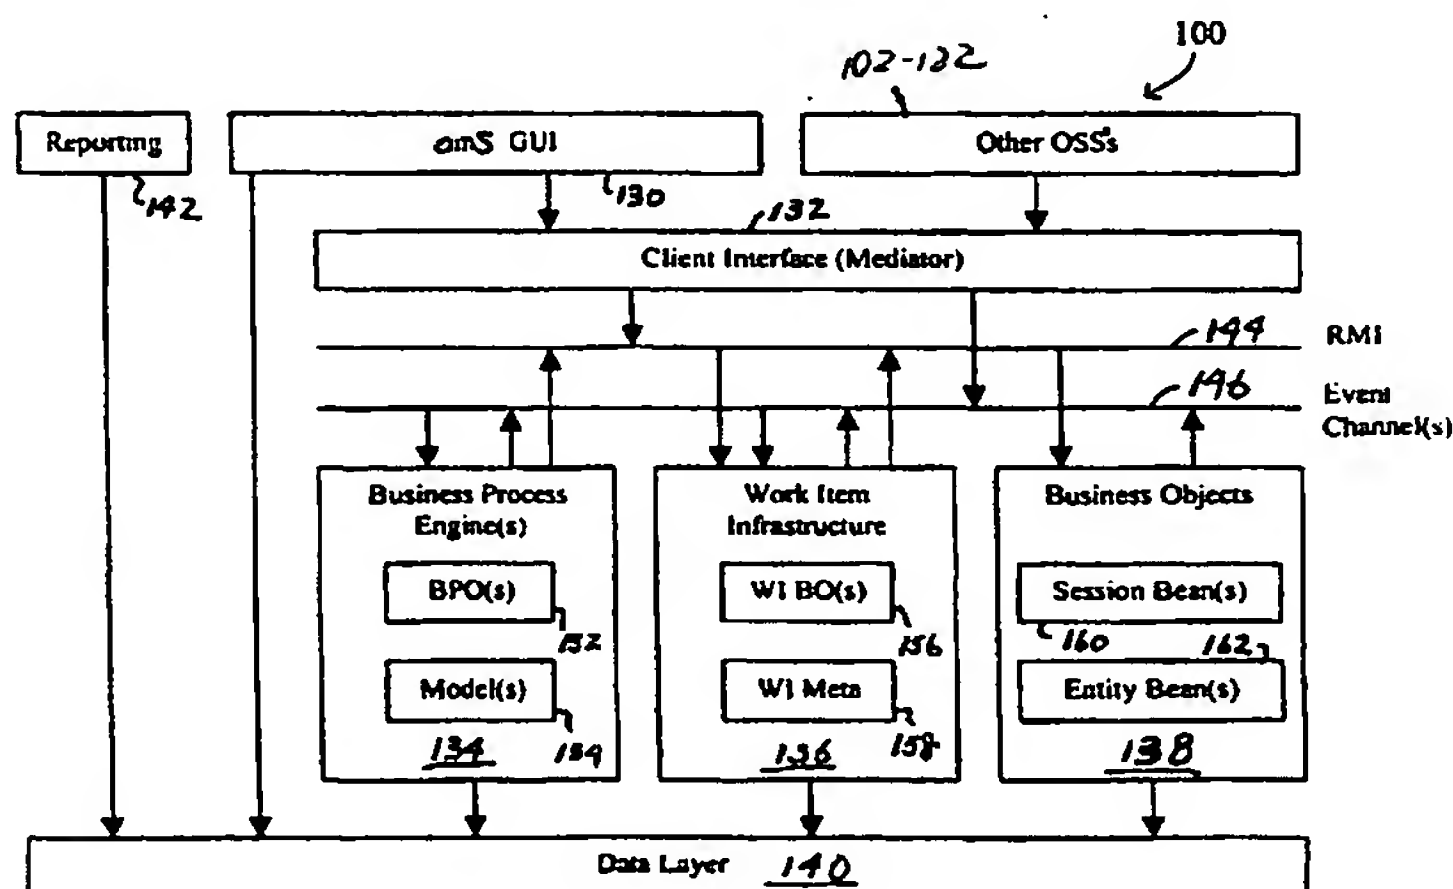 100
102-122
Reporting
OMS GUI
Other OSS's
142
130
132
Client Interface (Mediator)
144
RMI
146
Event
Channel(s)
Business Process
Engine(s)
Work Item
Infrastructure
Business Objects
BPO(s)
WI BO(s)
Session Bean(s)
152
156
160
162
Model(s)
WI Meta
Entity Bean(s)
154
158
134
136
138
Data Layer
140